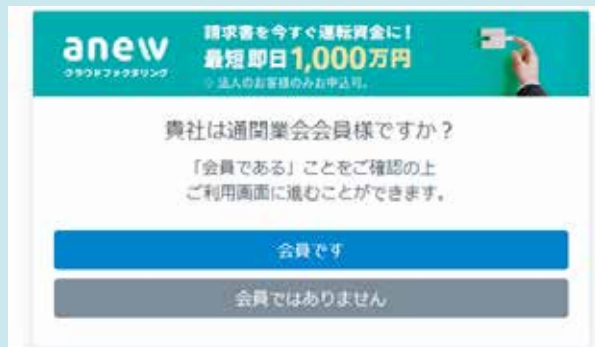 anew
クラウドファクタリング
請求書を今すぐ運転資金に!
最短即日1,000万円
※法人のお客様のみお申込可。
貴社は通関業会会員様ですか？
「会員である」ことをご確認の上
ご利用画面に進むことができます。
会員です
会員ではありません